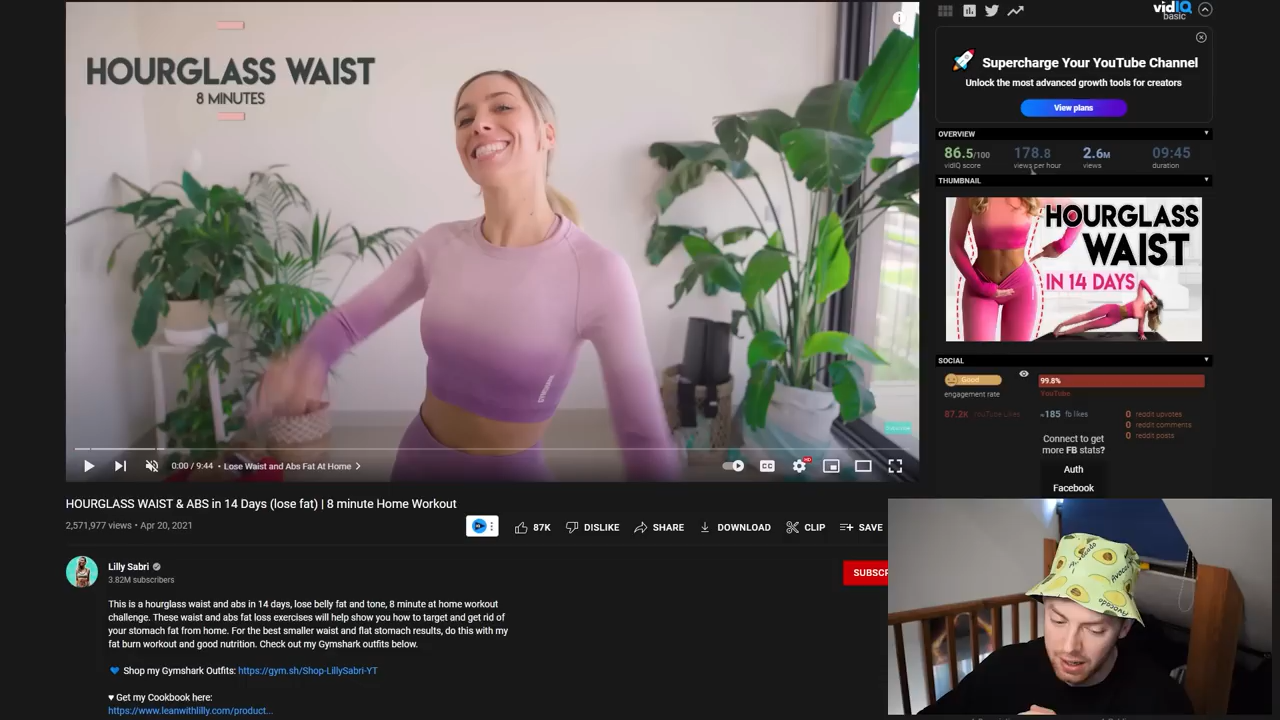 HOURGLASS WAIST
8 MINUTES
0:00 / 9:44 • Lose Waist and Abs Fat At Home
CC
HD
HOURGLASS WAIST & ABS in 14 Days (lose fat) | 8 minute Home Workout
2,571,977 views • Apr 20, 2021
87K
DISLIKE
SHARE
DOWNLOAD
CLIP
SAVE
Lilly Sabri
3.82M subscribers
SUBSCR
This is a hourglass waist and abs in 14 days, lose belly fat and tone, 8 minute at home workout
challenge. These waist and abs fat loss exercises will help show you how to target and get rid of
your stomach fat from home. For the best smaller waist and flat stomach results, do this with my
fat burn workout and good nutrition. Check out my Gymshark outfits below.
Shop my Gymshark Outfits: https://gym.sh/Shop-LillySabri-YT
♥ Get my Cookbook here:
https://www.leanwithlilly.com/product...
vidIQ
basic
Supercharge Your YouTube Channel
Unlock the most advanced growth tools for creators
View plans
OVERVIEW
86.5/100 178.8 2.6M 09:45
vidIQ score views per hour views duration
THUMBNAIL
HOURGLASS
WAIST
IN 14 DAYS
SOCIAL
Good
engagement rate
99.8%
YouTube
87.2K YouTube Likes
185 fb likes
0 reddit upvotes
0 reddit comments
0 reddit posts
Connect to get
more FB stats?
Auth
Facebook
Avocado